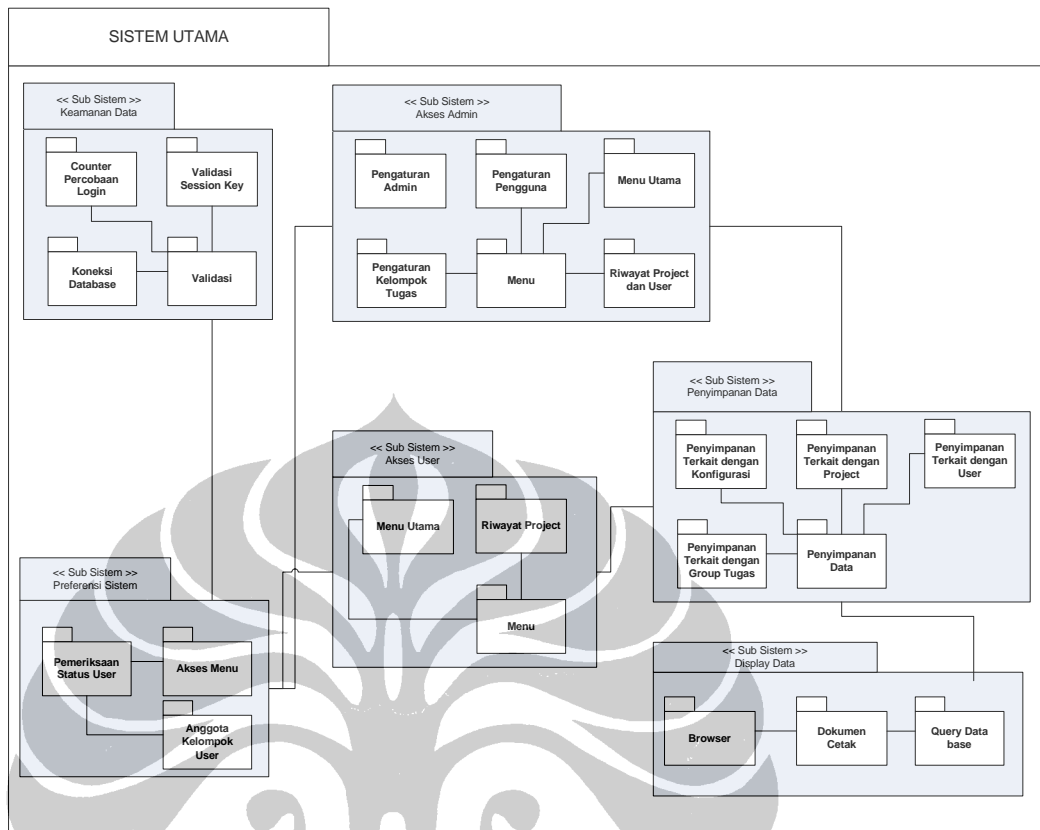 SISTEM UTAMA
<< Sub Sistem >>
Keamanan Data
Counter
Percobaan
Login
Validasi
Session Key
Koneksi
Database
Validasi
<< Sub Sistem >>
Akses Admin
Pengaturan
Admin
Pengaturan
Pengguna
Menu Utama
Pengaturan
Kelompok
Tugas
Menu
Riwayat Project
dan User
<< Sub Sistem >>
Penyimpanan Data
Penyimpanan
Terkait dengan
Konfigurasi
Penyimpanan
Terkait dengan
Project
Penyimpanan
Terkait dengan
User
Penyimpanan
Terkait dengan
Group Tugas
Penyimpanan
Data
<< Sub Sistem >>
Akses User
Menu Utama
Riwayat Project
Menu
<< Sub Sistem >>
Preferensi Sistem
Pemeriksaan
Status User
Akses Menu
Anggota
Kelompok
User
<< Sub Sistem >>
Display Data
Browser
Dokumen
Cetak
Query Data
base